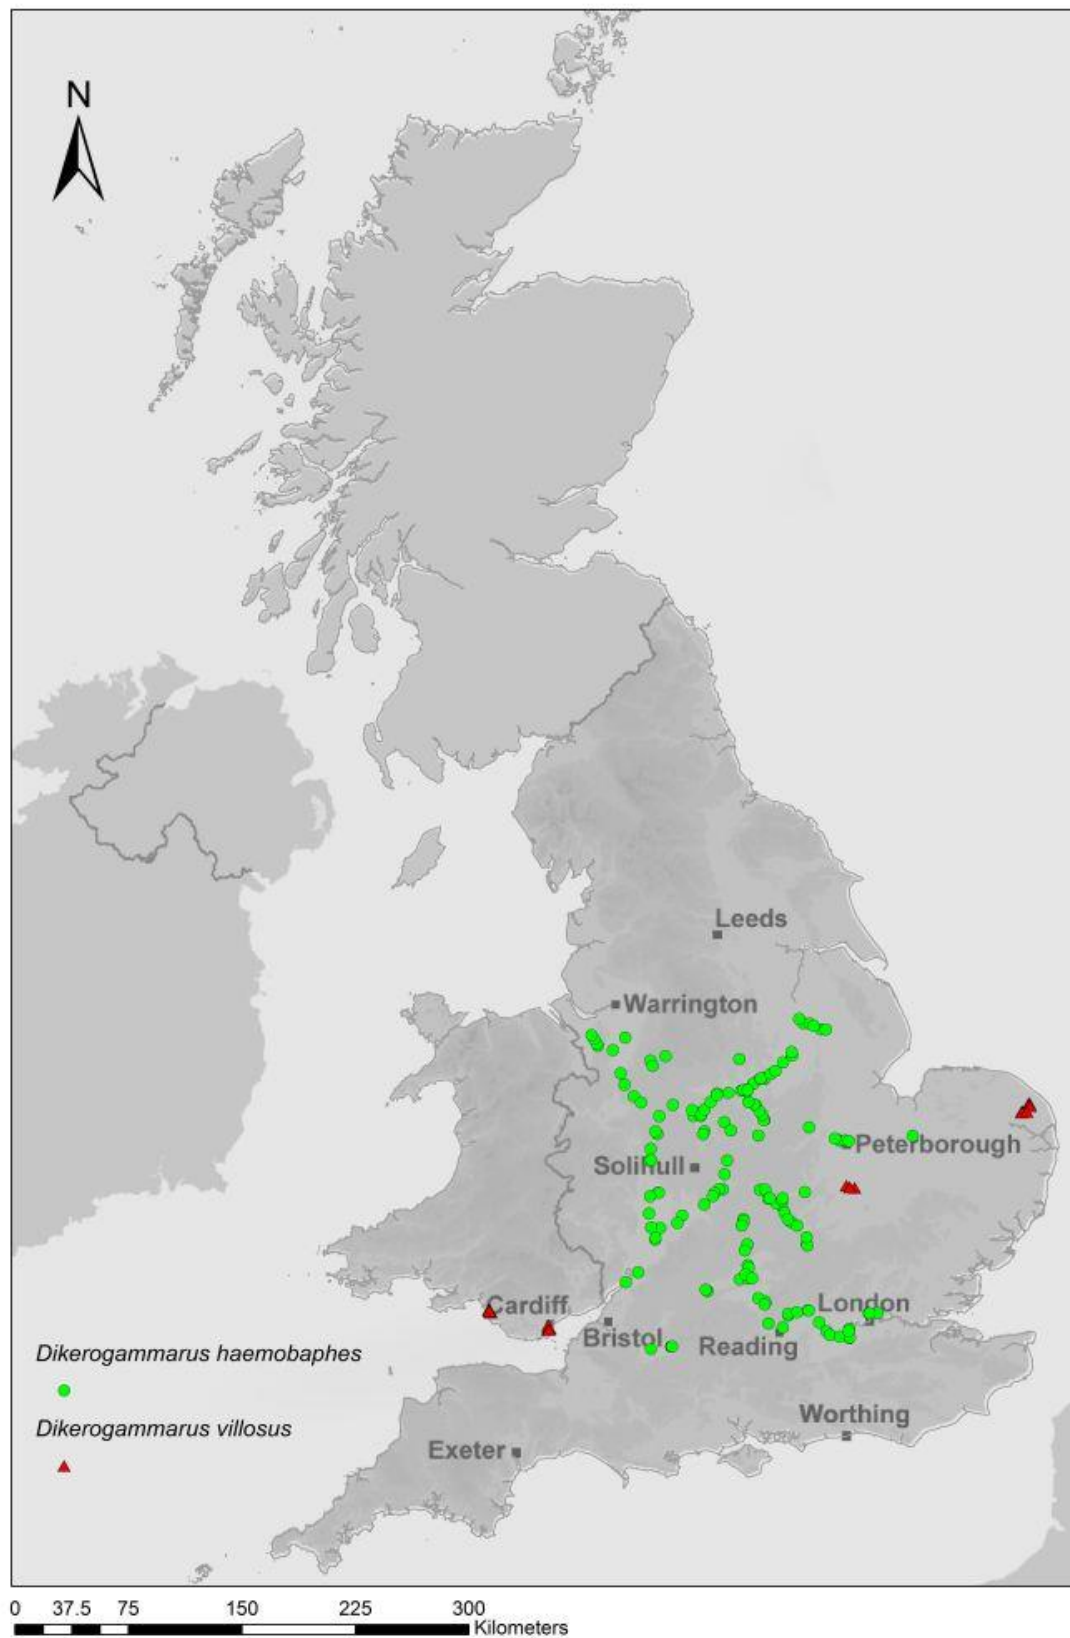 N
Leeds
Warrington
Peterborough
Solihull
Cardiff
London
Bristol
Reading
Dikerogammarus haemobaphes
Dikerogammarus villosus
Worthing
Exeter
0 37.5 75 150 225 300
Kilometers